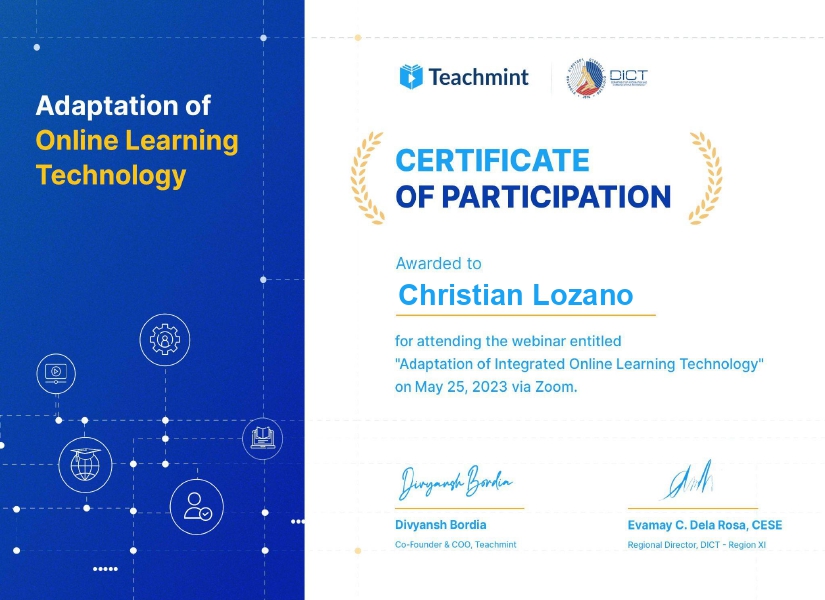 Adaptation of
Online Learning
Technology
Teachmint
DICT
CERTIFICATE
OF PARTICIPATION
Awarded to
Christian Lozano
for attending the webinar entitled
"Adaptation of Integrated Online Learning Technology"
on May 25, 2023 via Zoom.
Divyansh Bordia
Divyansh Bordia
Co-Founder & COO, Teachmint
Evamay C. Dela Rosa, CESE
Regional Director, DICT - Region XI